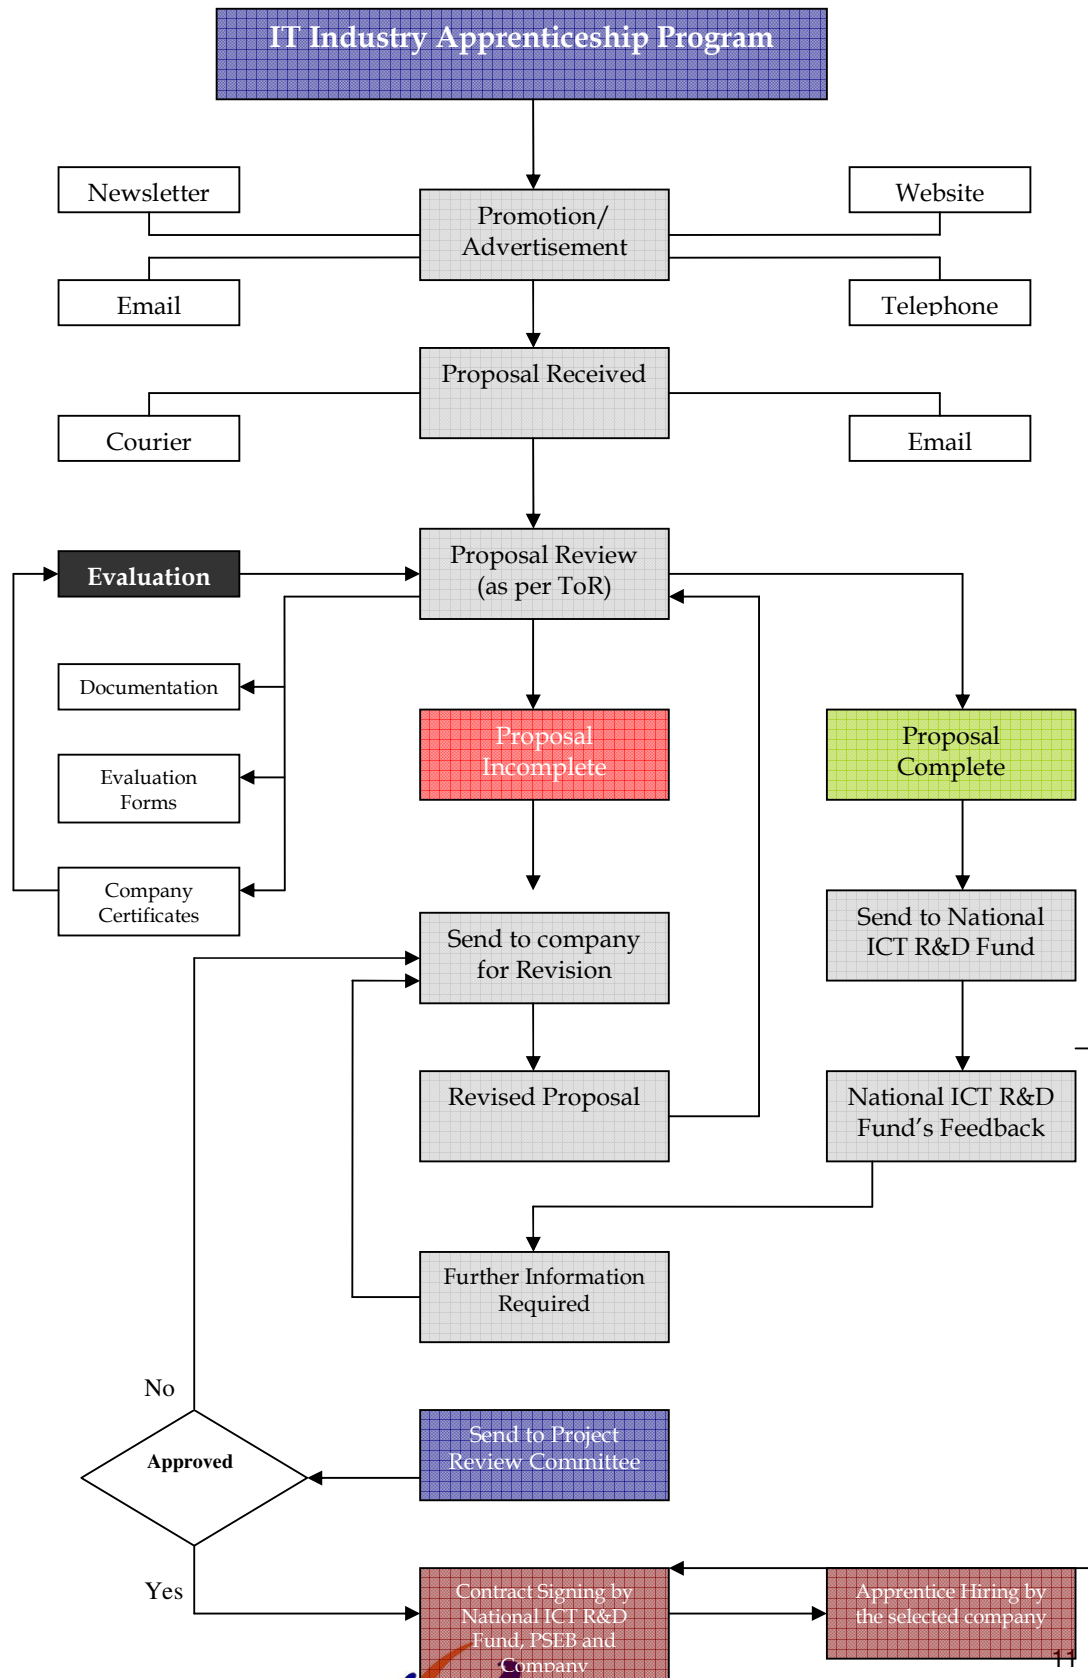 IT Industry Apprenticeship Program
Newsletter
Website
Promotion/
Advertisement
Email
Telephone
Proposal Received
Courier
Email
Evaluation
Proposal Review
(as per ToR)
Documentation
Evaluation
Forms
Company
Certificates
Proposal
Incomplete
Proposal
Complete
Send to company
for Revision
Send to National
ICT R&D Fund
Revised Proposal
National ICT R&D
Fund's Feedback
Further Information
Required
No
Approved
Send to Project
Review Committee
Yes
Contract Signing by
National ICT R&D
Fund, PSEB and
Company
Apprentice Hiring by
the selected company
11